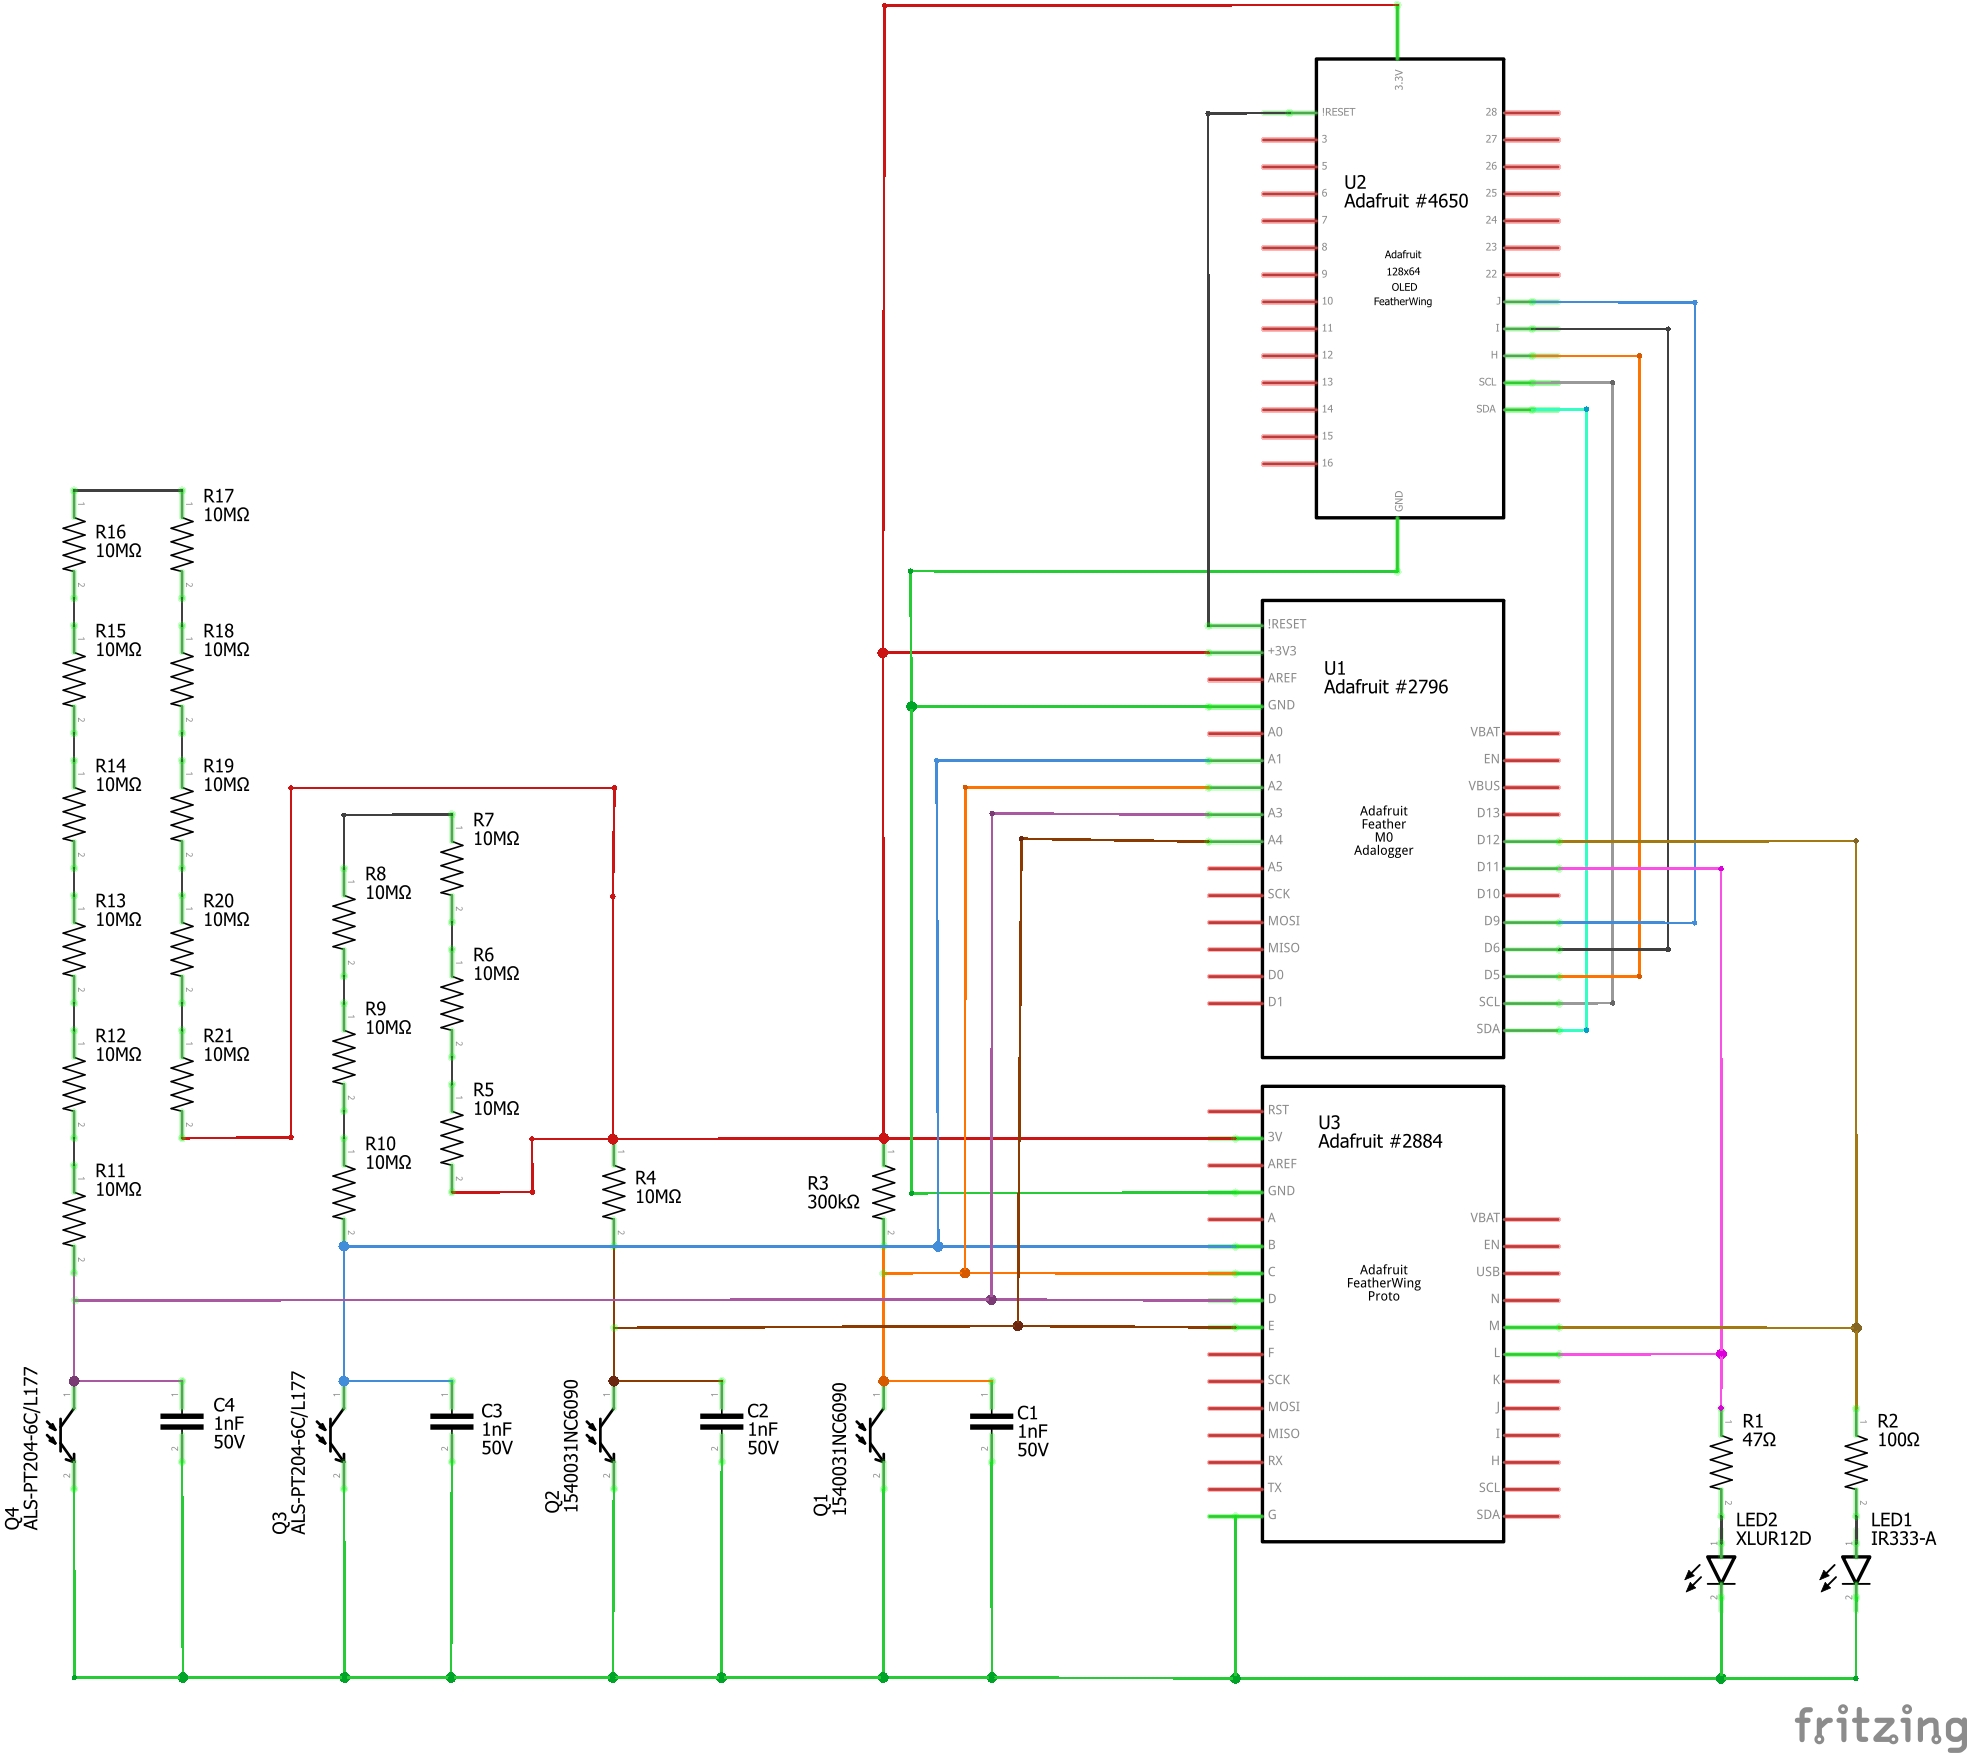 3.3V
!RESET
3
5
6
7
8
9
10
11
12
13
14
15
16
28
27
26
25
24
23
22
J
I
H
SCL
SDA
U2
Adafruit #4650
Adafruit
128x64
OLED
FeatherWing
GND
!RESET
+3V3
AREF
GND
A0
A1
A2
A3
A4
A5
SCK
MOSI
MISO
D0
D1
U1
Adafruit #2796
Adafruit
Feather
M0
Adalogger
VBAT
EN
VBUS
D13
D12
D11
D10
D9
D6
D5
SCL
SDA
RST
3V
AREF
GND
A
B
C
D
E
F
SCK
MOSI
MISO
RX
TX
G
U3
Adafruit #2884
Adafruit
FeatherWing
Proto
VBAT
EN
USB
N
M
L
K
J
I
H
SCL
SDA
R16
10MΩ
R15
10MΩ
R14
10MΩ
R13
10MΩ
R12
10MΩ
R11
10MΩ
R17
10MΩ
R18
10MΩ
R19
10MΩ
R20
10MΩ
R21
10MΩ
R8
10MΩ
R9
10MΩ
R10
10MΩ
R7
10MΩ
R6
10MΩ
R5
10MΩ
R4
10MΩ
R3
300kΩ
Q4
ALS-PT204-6C/L177
C4
1nF
50V
Q3
ALS-PT204-6C/L177
C3
1nF
50V
Q2
1540031NC6090
C2
1nF
50V
Q1
1540031NC6090
C1
1nF
50V
R1
47Ω
R2
100Ω
LED2
XLUR12D
LED1
IR333-A
fritzing